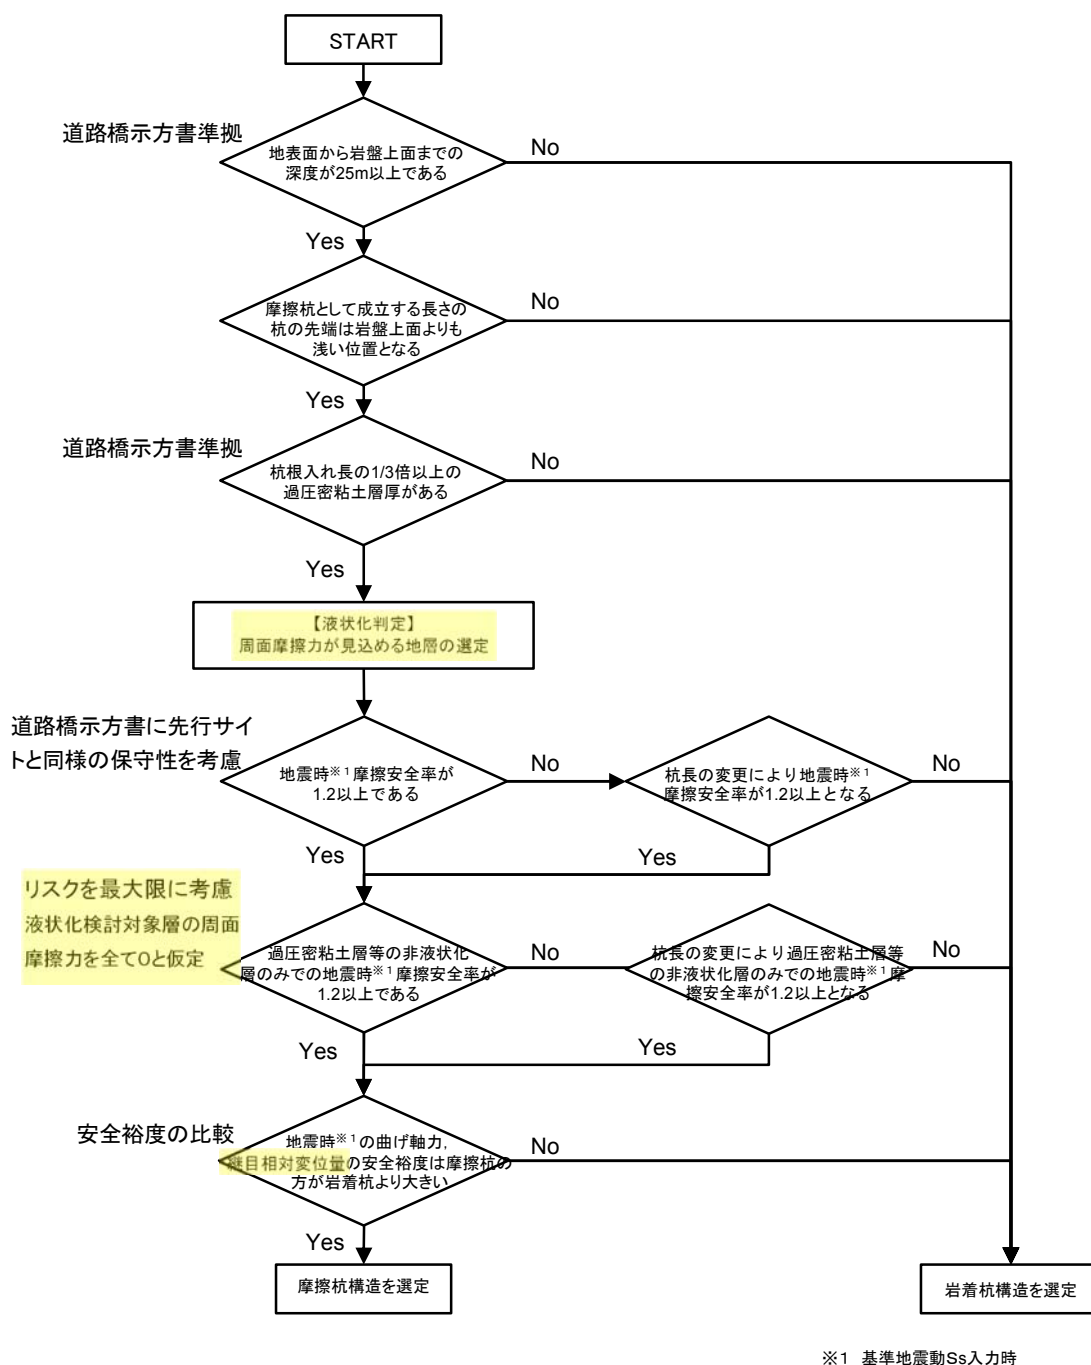 START
道路橋示方書準拠
地表面から岩盤上面までの
深度が25m以上である
No
Yes
摩擦杭として成立する長さの
杭の先端は岩盤上面よりも
浅い位置となる
No
Yes
道路橋示方書準拠
杭根入れ長の1/3倍以上の
過圧密粘土層厚がある
No
Yes
【液状化判定】
周面摩擦力が見込める地層の選定
道路橋示方書に先行サイ
トと同様の保守性を考慮
地震時※1摩擦安全率が
1.2以上である
No
杭長の変更により地震時※1
摩擦安全率が1.2以上となる
No
Yes
Yes
リスクを最大限に考慮
液状化検討対象層の周面
摩擦力を全て0と仮定
過圧密粘土層等の非液状化
層のみでの地震時※1摩擦安全率が
1.2以上である
No
杭長の変更により過圧密粘土層等
の非液状化層のみでの地震時※1摩
擦安全率が1.2以上となる
No
Yes
Yes
安全裕度の比較
地震時※1の曲げ軸力,
継目相対変位量の安全裕度は摩擦杭の
方が岩着杭より大きい
No
Yes
摩擦杭構造を選定
岩着杭構造を選定
※1 基準地震動Ss入力時